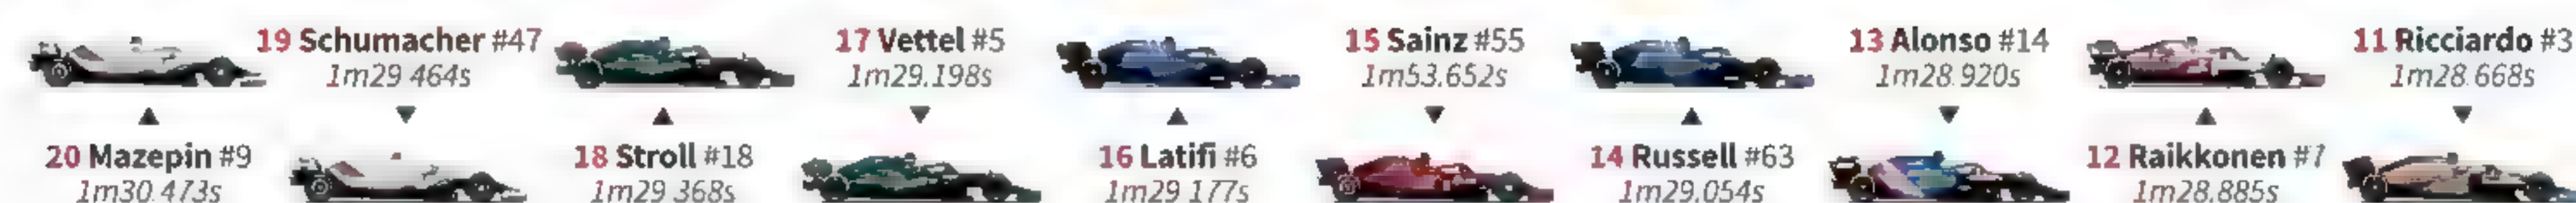 19 Schumacher #47
1m29.464s
17 Vettel #5
1m29.198s
15 Sainz #55
1m53.652s
13 Alonso #14
1m28.920s
11 Ricciardo #3
1m28.668s
20 Mazepin #9
1m30.473s
18 Stroll #18
1m29.368s
16 Latifi #6
1m29.177s
14 Russell #63
1m29.054s
12 Raikkonen #7
1m28.885s